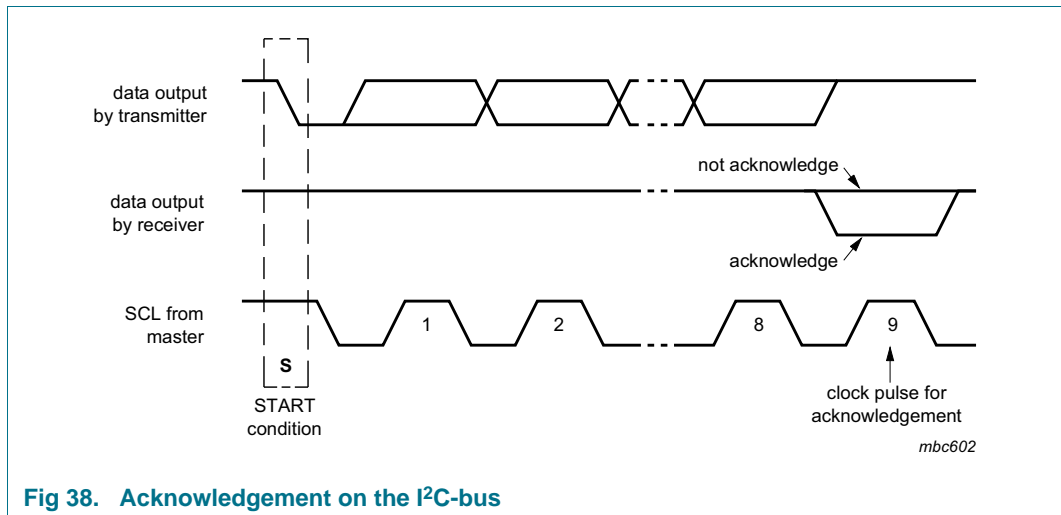 data output
by transmitter
not acknowledge
data output
by receiver
acknowledge
SCL from
master
1
2
8
9
S
START
condition
clock pulse for
acknowledgement
mbc602
Fig 38. Acknowledgement on the I²C-bus